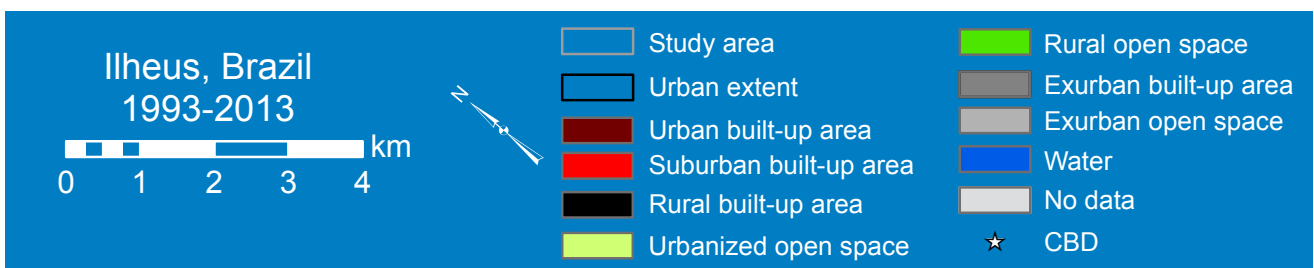 Ilheus, Brazil
1993-2013
km
0 1 2 3 4
N
Study area
Urban extent
Urban built-up area
Suburban built-up area
Rural built-up area
Urbanized open space
Rural open space
Exurban built-up area
Exurban open space
Water
No data
CBD